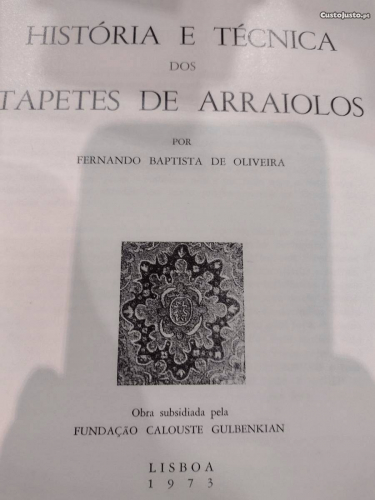 CustoJusto.pt
HISTÓRIA E TÉCNICA
DOS
TAPETES DE ARRAIOLOS
POR
FERNANDO BAPTISTA DE OLIVEIRA
Obra subsidiada pela
FUNDAÇÃO CALOUSTE GULBENKIAN
LISBOA
1973